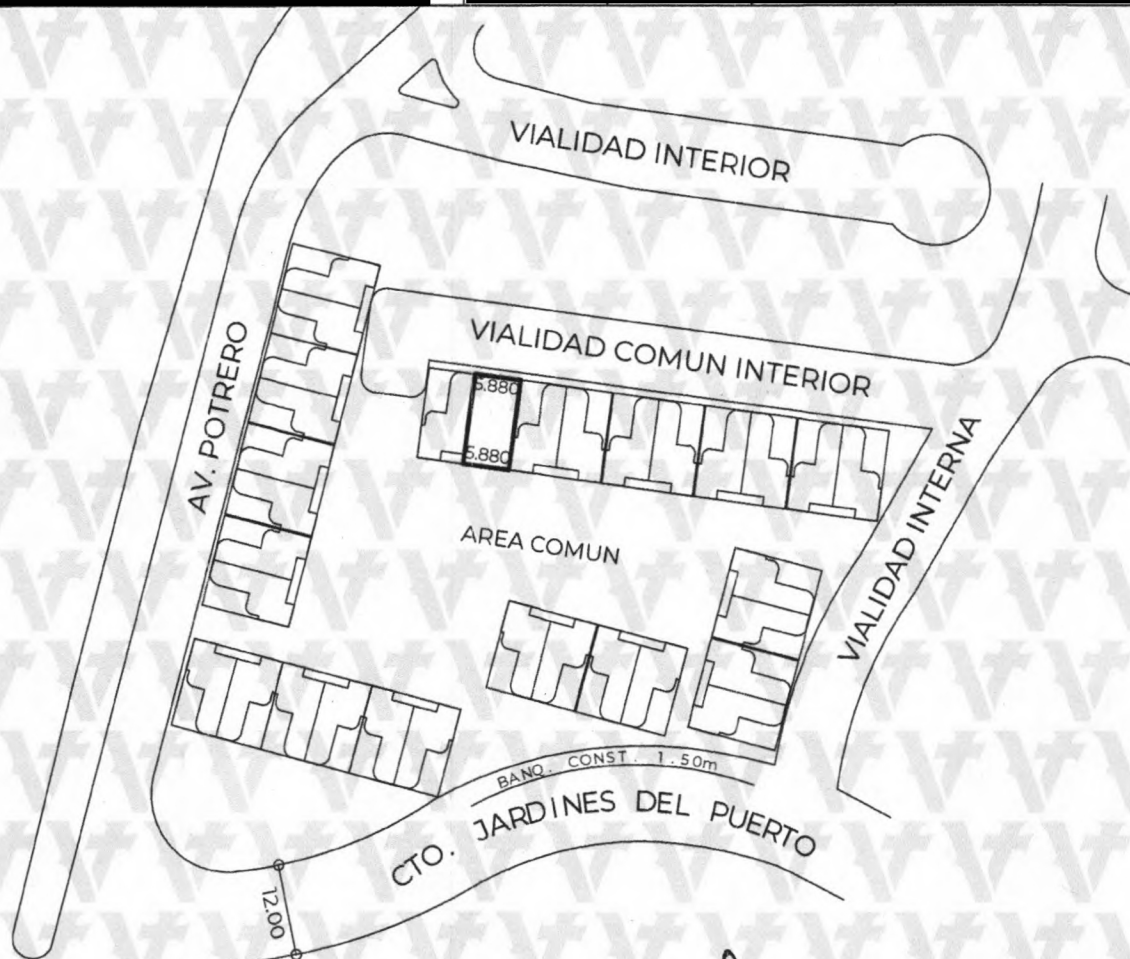 VIALIDAD INTERIOR
VIALIDAD COMUN INTERIOR
AV. POTRERO
5.880
5.880
AREA COMUN
VIALIDAD INTERNA
BANQ. CONST. 1.50m
CTO. JARDINES DEL PUERTO
12.00